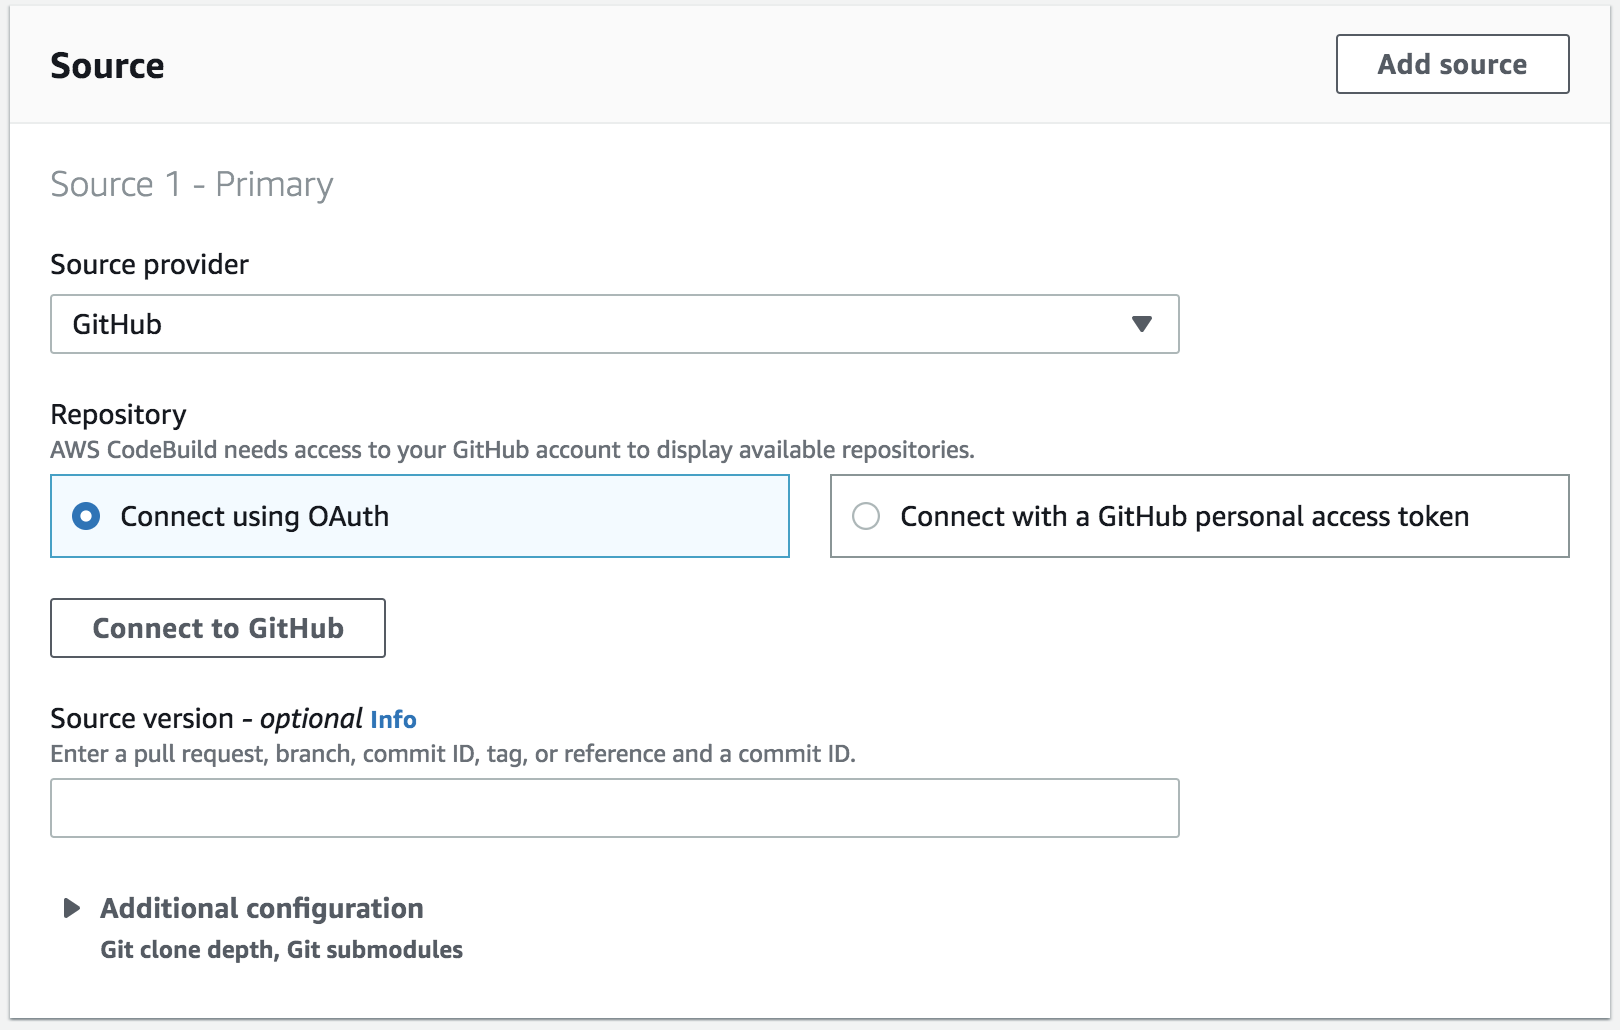 Source
Add source
Source 1 - Primary
Source provider
GitHub
Repository
AWS CodeBuild needs access to your GitHub account to display available repositories.
Connect using OAuth
Connect with a GitHub personal access token
Connect to GitHub
Source version - optional Info
Enter a pull request, branch, commit ID, tag, or reference and a commit ID.
Additional configuration
Git clone depth, Git submodules